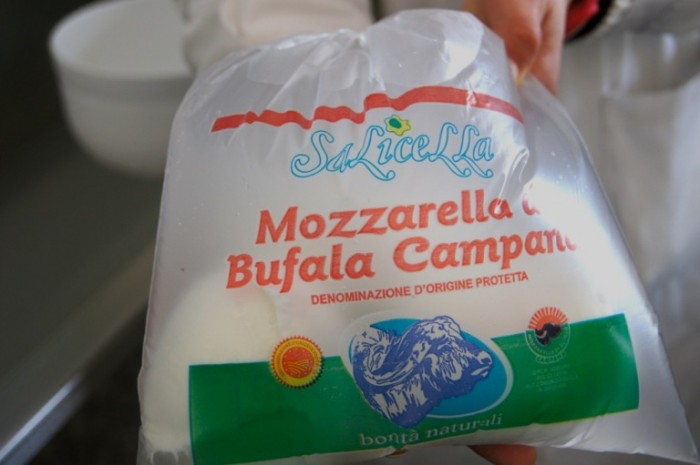 SaLiceLLa
Mozzarella d
Bufala Campana
DENOMINAZIONE D'ORIGINE PROTETTA
bontà naturali